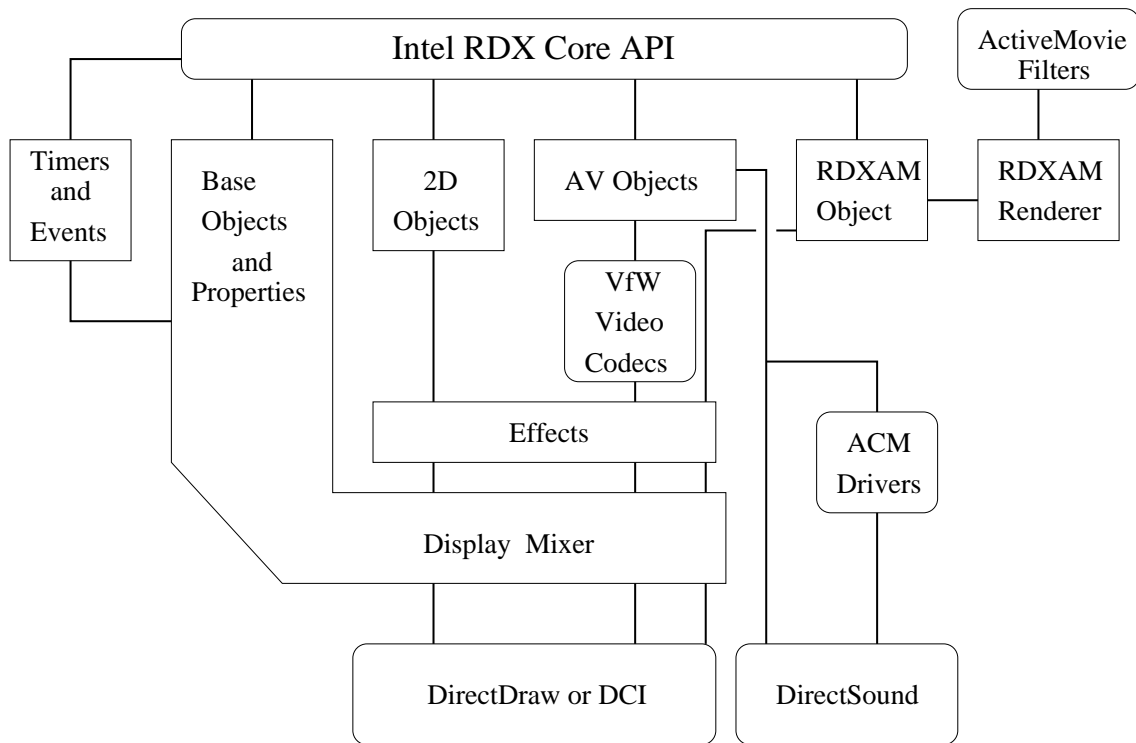 Intel RDX Core API
ActiveMovie
Filters
Timers
and
Events
Base
Objects
and
Properties
2D
Objects
AV Objects
RDXAM
Object
RDXAM
Renderer
VfW
Video
Codecs
Effects
ACM
Drivers
Display Mixer
DirectDraw or DCI
DirectSound